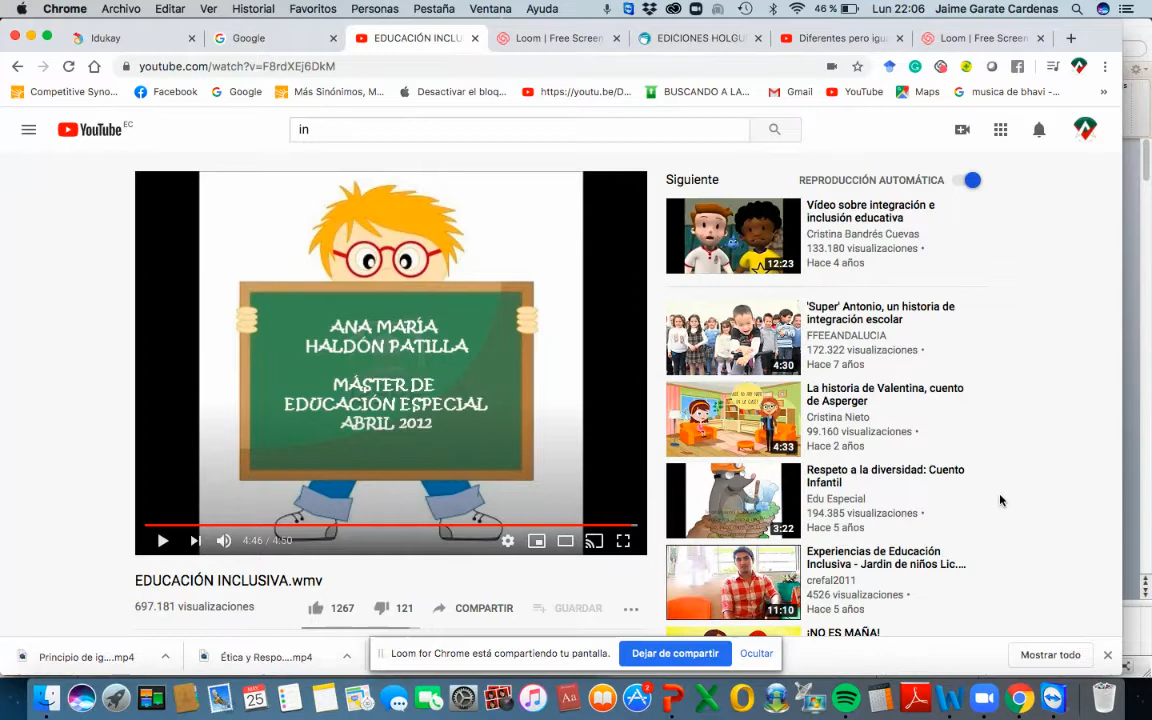 Chrome Archivo Editar Ver Historial Favoritos Personas Pestaña Ventana Ayuda 46 % Lun 22:06 Jaime Garate Cardenas
Idukay Google EDUCACIÓN INCLU Loom | Free Screen EDICIONES HOLGU Diferentes pero igua Loom | Free Screen
youtube.com/watch?v=F8rdXEj6DkM
Competitive Syno... Facebook Google Más Sinónimos, M... Desactivar el bloq... https://youtu.be/D... BUSCANDO A LA... Gmail YouTube Maps musica de bhavi -... »
YouTube EC
in
Siguiente REPRODUCCIÓN AUTOMÁTICA
ANA MARÍA
HALDÓN PATILLA
MÁSTER DE
EDUCACIÓN ESPECIAL
ABRIL 2012
4:46 / 4:50
EDUCACIÓN INCLUSIVA.wmv
697.181 visualizaciones 1267 121 COMPARTIR GUARDAR
12:23
Vídeo sobre integración e
inclusión educativa
Cristina Bandrés Cuevas
133.180 visualizaciones •
Hace 4 años
4:30
'Super' Antonio, un historia de
integración escolar
FFEEANDALUCIA
172.322 visualizaciones •
Hace 7 años
4:33
La historia de Valentina, cuento
de Asperger
Cristina Nieto
99.160 visualizaciones •
Hace 2 años
3:22
Respeto a la diversidad: Cuento
Infantil
Edu Especial
194.385 visualizaciones •
Hace 5 años
11:10
Experiencias de Educación
Inclusiva - Jardin de niños Lic....
crefal2011
4526 visualizaciones •
Hace 5 años
¡NO ES MAÑA!
Principio de ig....mp4 Ética y Respo....mp4 Loom for Chrome está compartiendo tu pantalla. Dejar de compartir Ocultar Mostrar todo
MAY
25
2